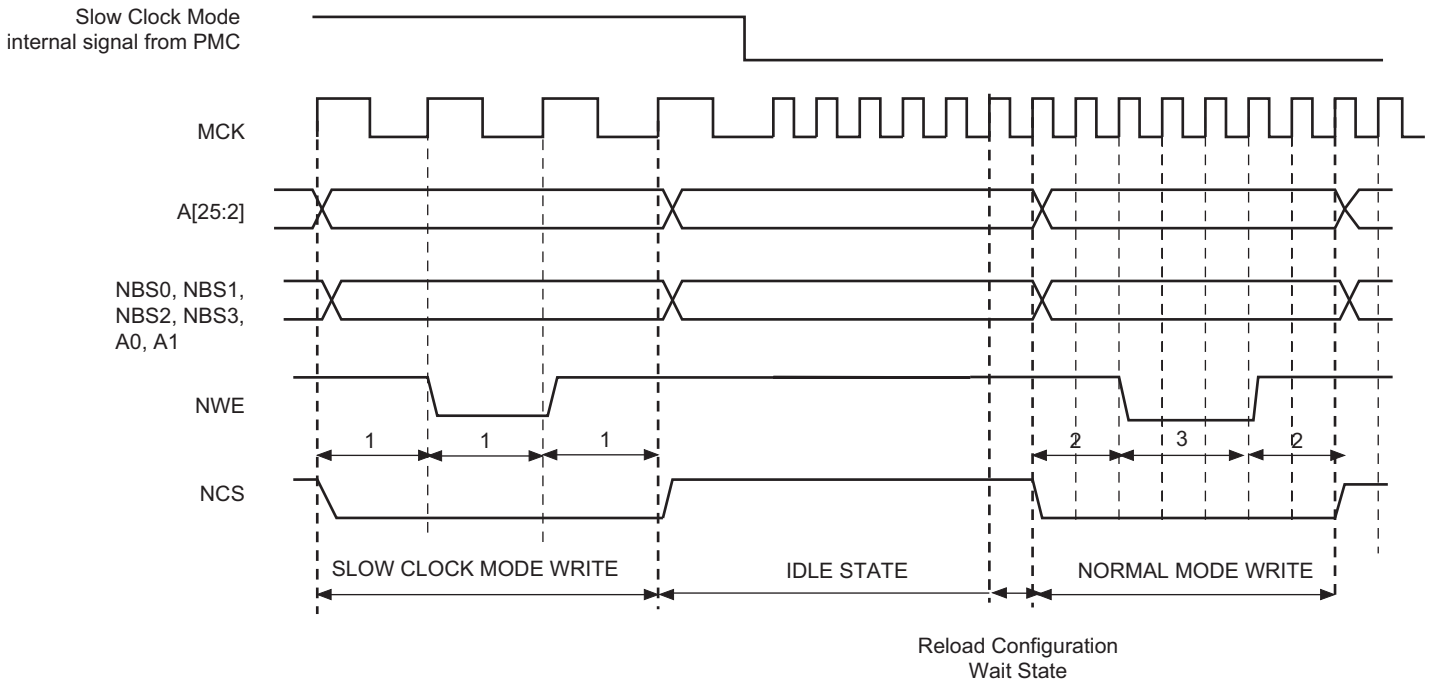 Slow Clock Mode
internal signal from PMC
MCK
A[25:2]
NBS0, NBS1,
NBS2, NBS3,
A0, A1
NWE
1 1 1 2 3 2
NCS
SLOW CLOCK MODE WRITE IDLE STATE NORMAL MODE WRITE
Reload Configuration
Wait State